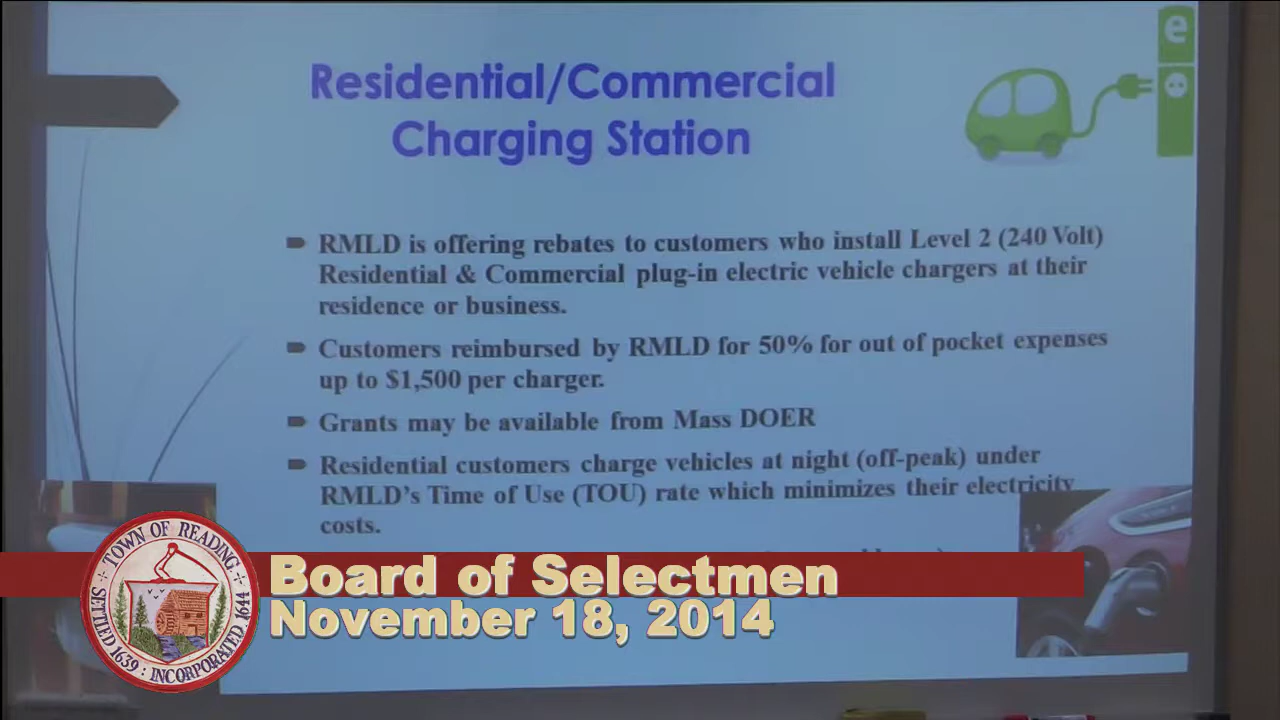 e
Residential/Commercial
Charging Station
RMLD is offering rebates to customers who install Level 2 (240 Volt)
Residential & Commercial plug-in electric vehicle chargers at their
residence or business.
Customers reimbursed by RMLD for 50% for out of pocket expenses
up to $1,500 per charger.
Grants may be available from Mass DOER
Residential customers charge vehicles at night (off-peak) under
RMLD's Time of Use (TOU) rate which minimizes their electricity
costs.
TOWN OF READING
SETTLED 1639 : INCORPORATED 1644
Board of Selectmen
November 18, 2014